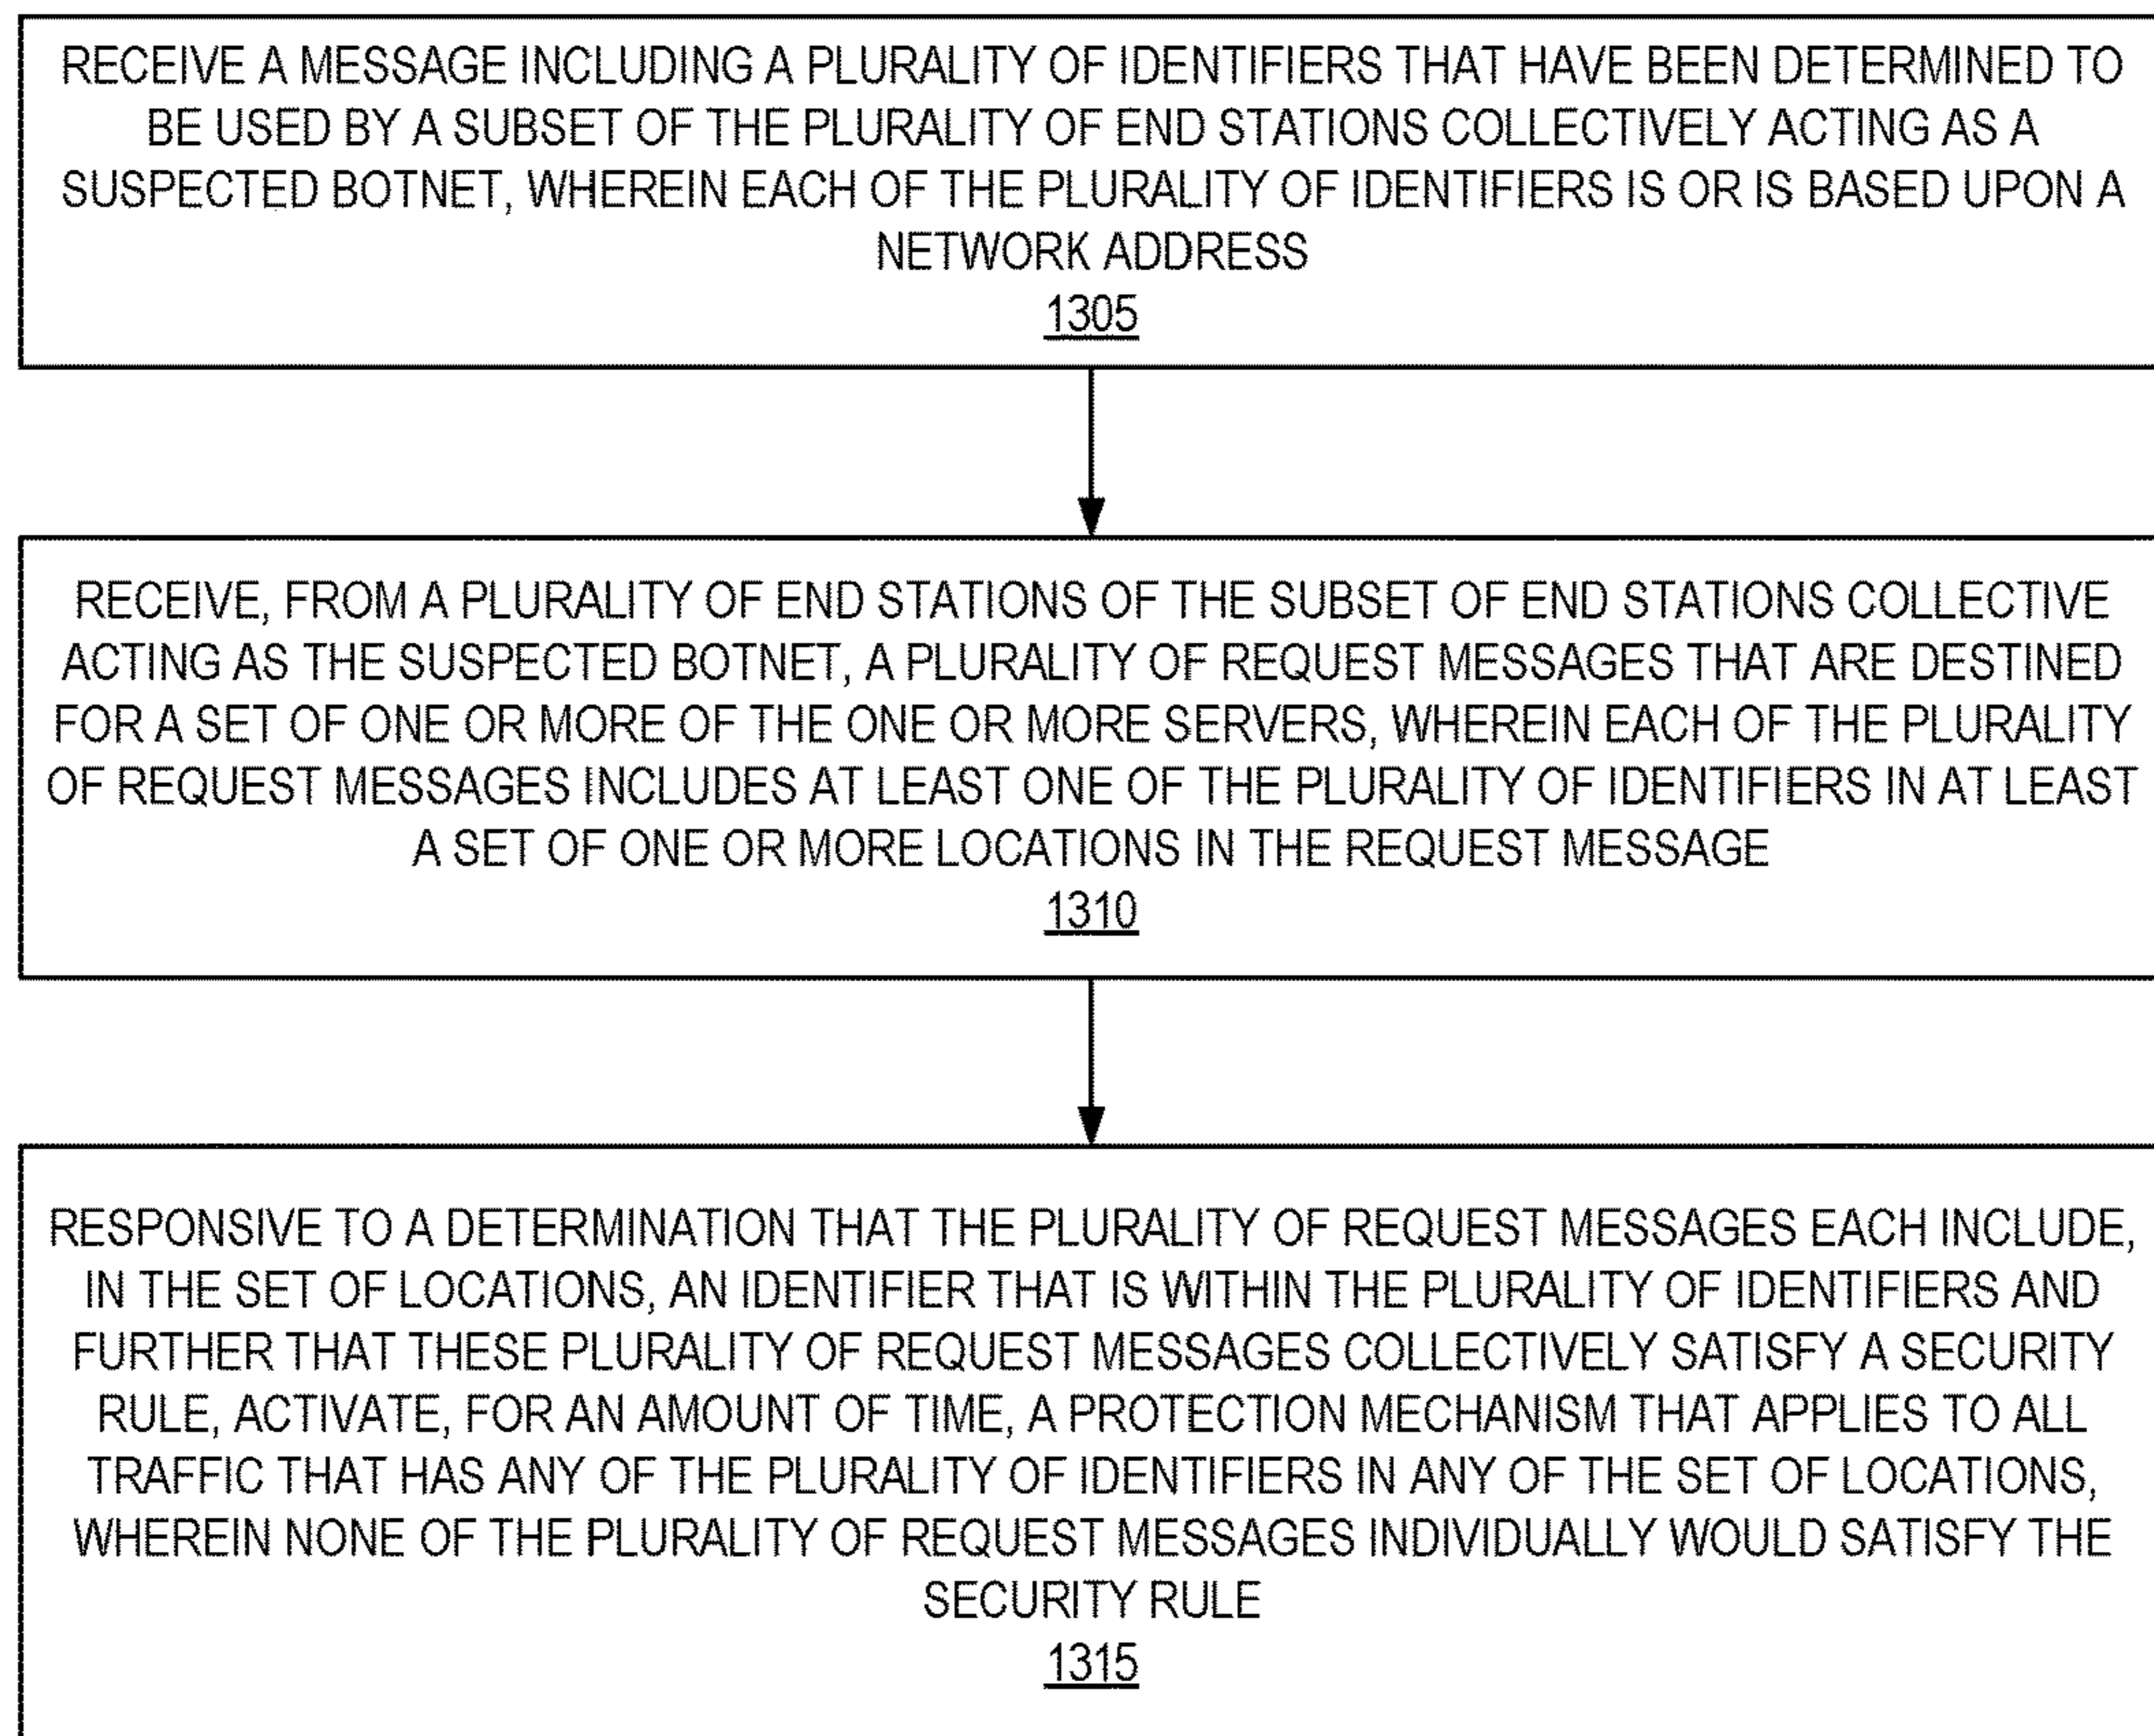 RECEIVE A MESSAGE INCLUDING A PLURALITY OF IDENTIFIERS THAT HAVE BEEN DETERMINED TO
BE USED BY A SUBSET OF THE PLURALITY OF END STATIONS COLLECTIVELY ACTING AS A
SUSPECTED BOTNET, WHEREIN EACH OF THE PLURALITY OF IDENTIFIERS IS OR IS BASED UPON A
NETWORK ADDRESS
1305
RECEIVE, FROM A PLURALITY OF END STATIONS OF THE SUBSET OF END STATIONS COLLECTIVE
ACTING AS THE SUSPECTED BOTNET, A PLURALITY OF REQUEST MESSAGES THAT ARE DESTINED
FOR A SET OF ONE OR MORE OF THE ONE OR MORE SERVERS, WHEREIN EACH OF THE PLURALITY
OF REQUEST MESSAGES INCLUDES AT LEAST ONE OF THE PLURALITY OF IDENTIFIERS IN AT LEAST
A SET OF ONE OR MORE LOCATIONS IN THE REQUEST MESSAGE
1310
RESPONSIVE TO A DETERMINATION THAT THE PLURALITY OF REQUEST MESSAGES EACH INCLUDE,
IN THE SET OF LOCATIONS, AN IDENTIFIER THAT IS WITHIN THE PLURALITY OF IDENTIFIERS AND
FURTHER THAT THESE PLURALITY OF REQUEST MESSAGES COLLECTIVELY SATISFY A SECURITY
RULE, ACTIVATE, FOR AN AMOUNT OF TIME, A PROTECTION MECHANISM THAT APPLIES TO ALL
TRAFFIC THAT HAS ANY OF THE PLURALITY OF IDENTIFIERS IN ANY OF THE SET OF LOCATIONS,
WHEREIN NONE OF THE PLURALITY OF REQUEST MESSAGES INDIVIDUALLY WOULD SATISFY THE
SECURITY RULE
1315